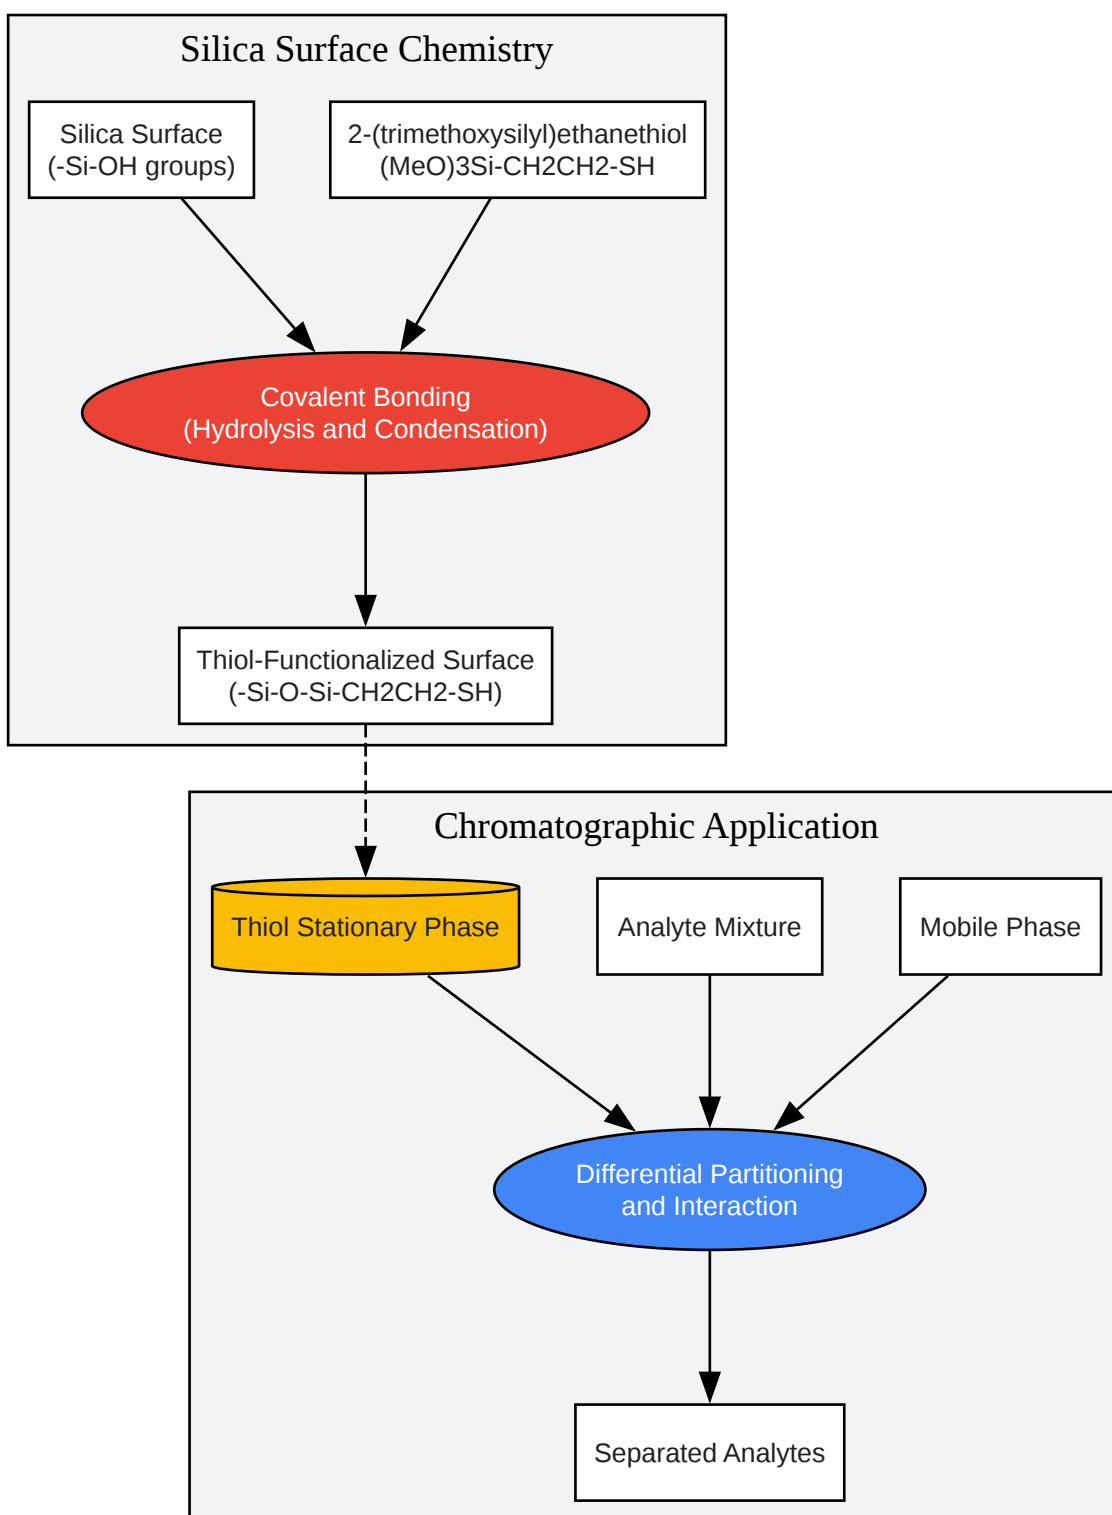 Silica Surface Chemistry
Silica Surface
(-Si-OH groups)
2-(trimethoxysilyl)ethanethiol
(MeO)3Si-CH2CH2-SH
Covalent Bonding
(Hydrolysis and Condensation)
Thiol-Functionalized Surface
(-Si-O-Si-CH2CH2-SH)
Chromatographic Application
Thiol Stationary Phase
Analyte Mixture
Mobile Phase
Differential Partitioning
and Interaction
Separated Analytes